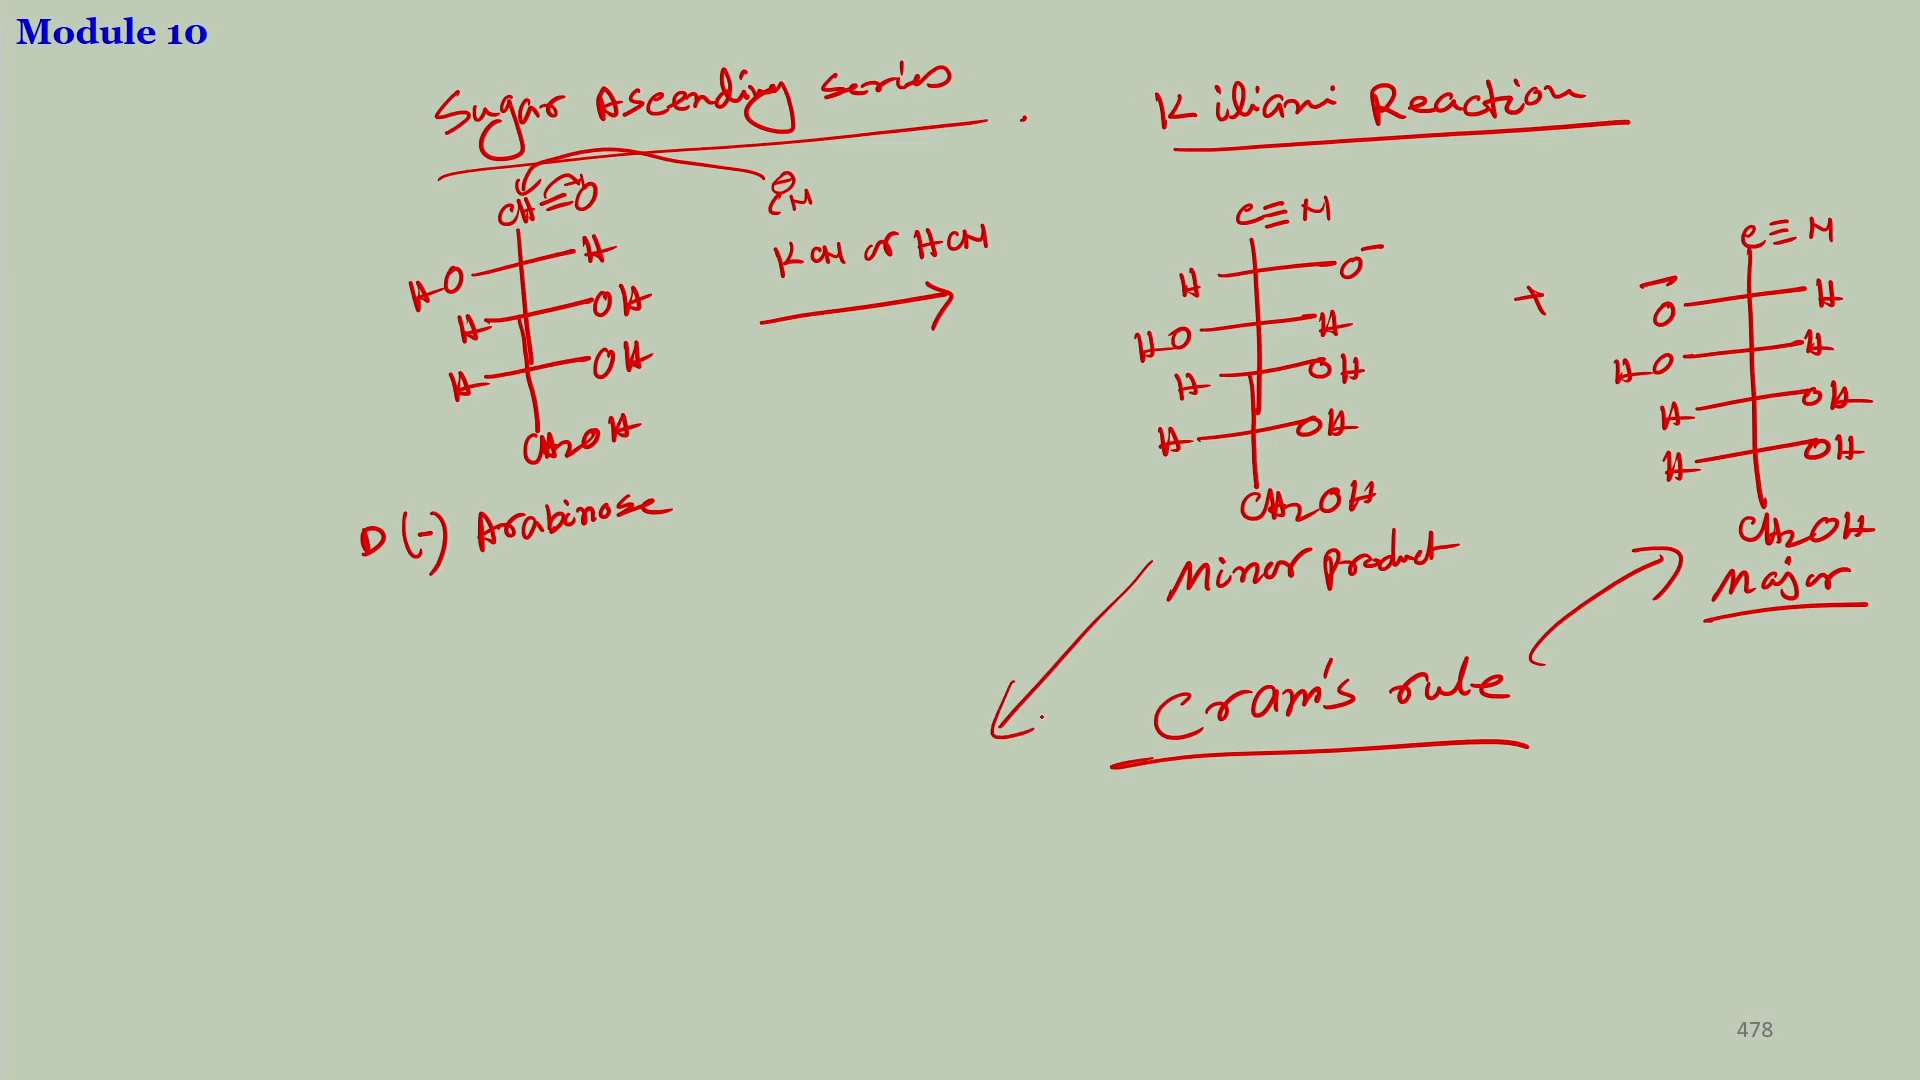 Module 10
Sugar Ascending series . Kiliani Reaction
CH=O
HO H
H OH
H OH
CH2OH
D (-) Arabinose
⊖
CN
KCN or HCN
C≡N
H O⁻
HO H
H OH
H OH
CH2OH
Minor product
+
C≡N
⁻O H
HO H
H OH
H OH
CH2OH
Major
Cram's rule
478